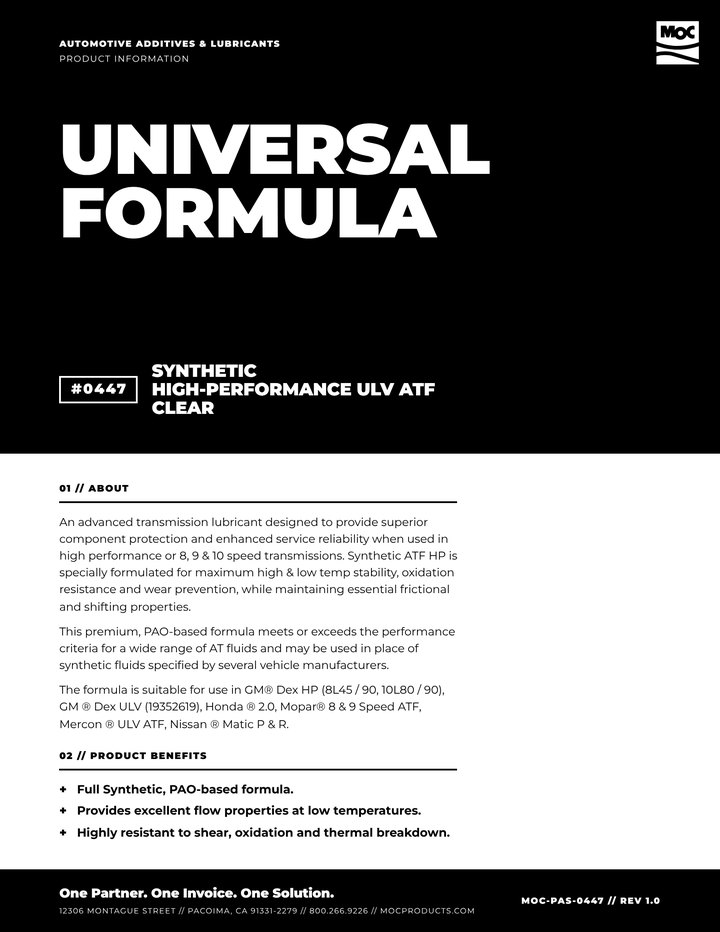 AUTOMOTIVE ADDITIVES & LUBRICANTS
PRODUCT INFORMATION
MOC
UNIVERSAL
FORMULA
#0447
SYNTHETIC
HIGH-PERFORMANCE ULV ATF
CLEAR
01 // ABOUT
An advanced transmission lubricant designed to provide superior
component protection and enhanced service reliability when used in
high performance or 8, 9 & 10 speed transmissions. Synthetic ATF HP is
specially formulated for maximum high & low temp stability, oxidation
resistance and wear prevention, while maintaining essential frictional
and shifting properties.
This premium, PAO-based formula meets or exceeds the performance
criteria for a wide range of AT fluids and may be used in place of
synthetic fluids specified by several vehicle manufacturers.
The formula is suitable for use in GM® Dex HP (8L45 / 90, 10L80 / 90),
GM ® Dex ULV (19352619), Honda ® 2.0, Mopar® 8 & 9 Speed ATF,
Mercon ® ULV ATF, Nissan ® Matic P & R.
02 // PRODUCT BENEFITS
+ Full Synthetic, PAO-based formula.
+ Provides excellent flow properties at low temperatures.
+ Highly resistant to shear, oxidation and thermal breakdown.
One Partner. One Invoice. One Solution.
12306 MONTAGUE STREET // PACOIMA, CA 91331-2279 // 800.266.9226 // MOCPRODUCTS.COM
MOC-PAS-0447 // REV 1.0